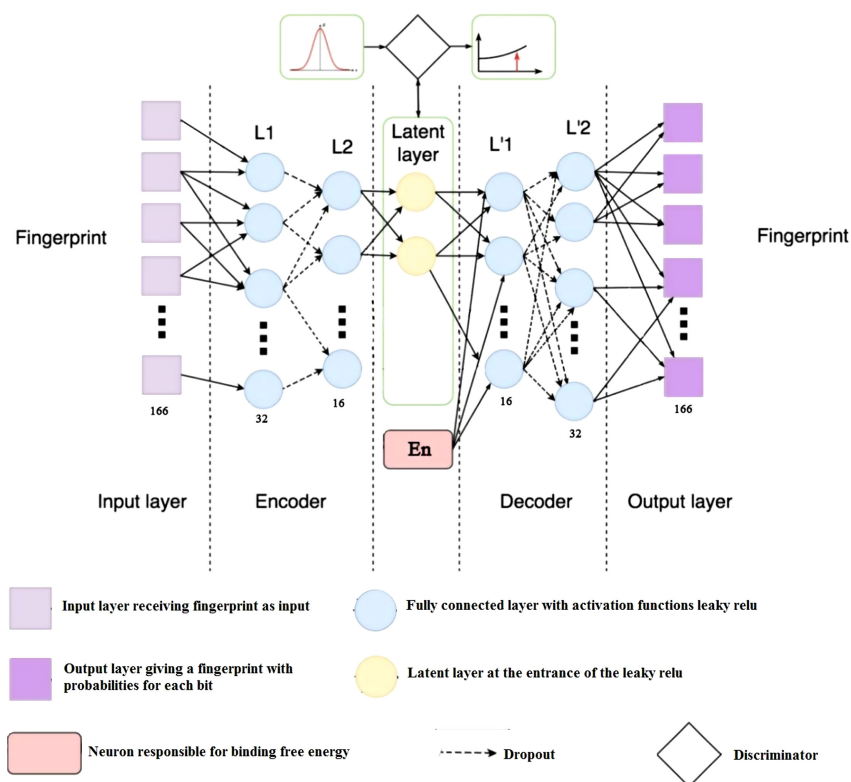 L1
L2
Latent
layer
L'1
L'2
Fingerprint
Fingerprint
166
32
16
16
32
166
En
Input layer
Encoder
Decoder
Output layer
Input layer receiving fingerprint as input
Fully connected layer with activation functions leaky relu
Output layer giving a fingerprint with
probabilities for each bit
Latent layer at the entrance of the leaky relu
Neuron responsible for binding free energy
Dropout
Discriminator